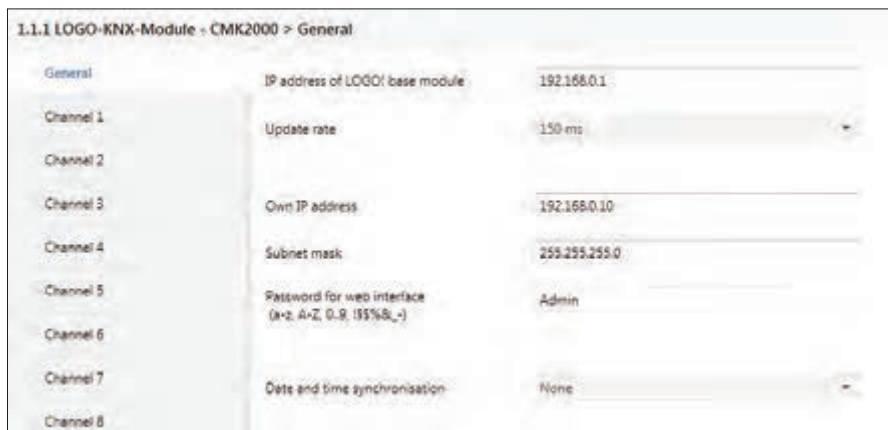 1.1.1 LOGO-KNX-Module - CMK2000 > General
General
Channel 1
Channel 2
Channel 3
Channel 4
Channel 5
Channel 6
Channel 7
Channel 8
IP address of LOGO! base module
192.168.0.1
Update rate
150 ms
Own IP address
192.168.0.10
Subnet mask
255.255.255.0
Password for web interface
(a-z, A-Z, 0..9, !$%&_-)
Admin
Date and time synchronisation
None